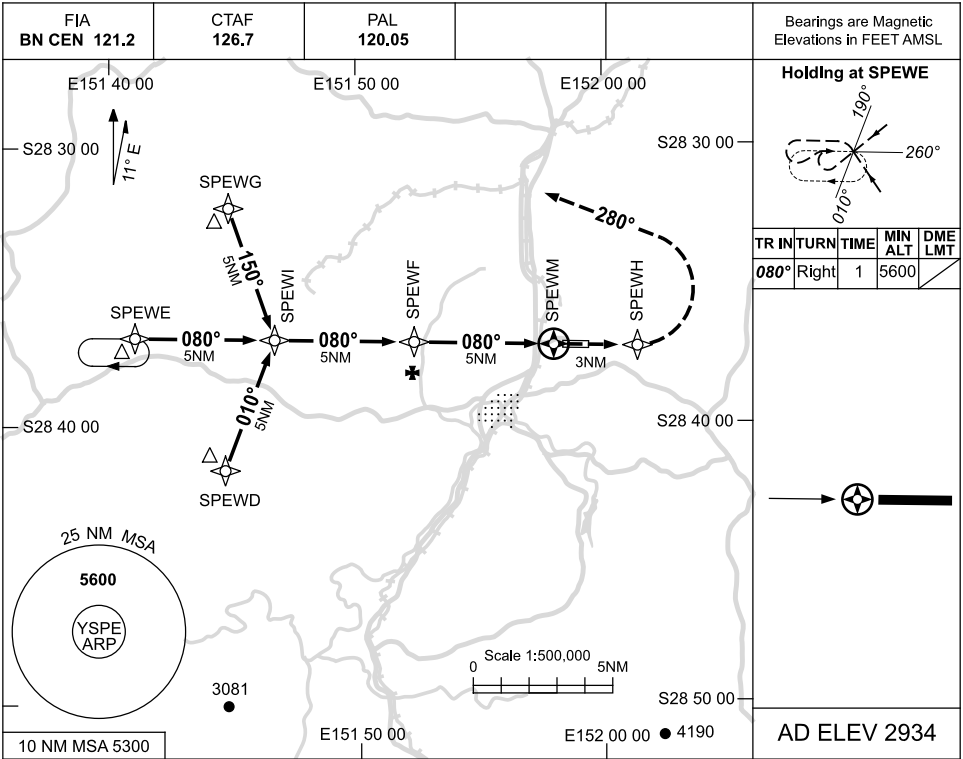 FIA
BN CEN 121.2
CTAF
126.7
PAL
120.05
Bearings are Magnetic
Elevations in FEET AMSL
E151 40 00
E151 50 00
E152 00 00
Holding at SPEWE
190°
260°
010°
TR IN TURN TIME MIN ALT DME LMT
080° Right 1 5600
11° E
S28 30 00
S28 30 00
SPEWG
150°
5NM
280°
SPEWE
SPEWI
SPEWF
SPEWM
SPEWH
080°
5NM
080°
5NM
080°
5NM
3NM
010°
5NM
S28 40 00
S28 40 00
SPEWD
25 NM MSA
5600
YSPE
ARP
Scale 1:500,000
0
5NM
3081
S28 50 00
10 NM MSA 5300
E151 50 00
E152 00 00
4190
AD ELEV 2934